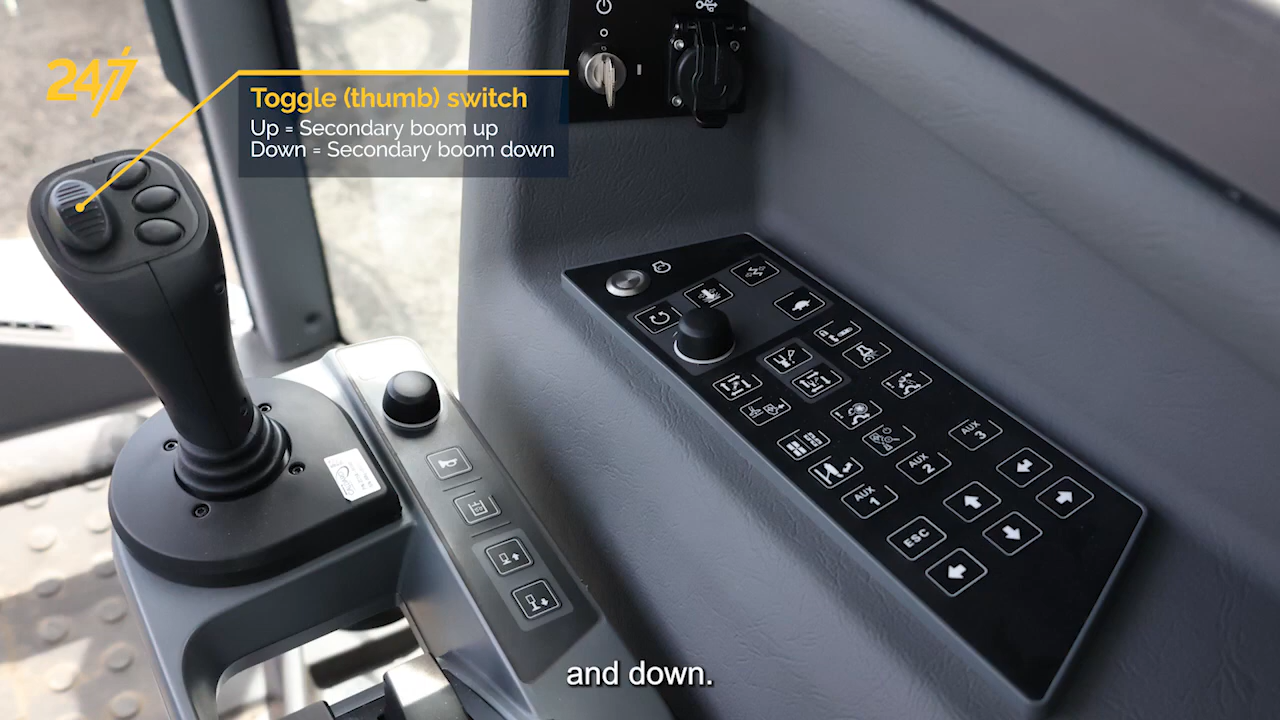 24/7
Toggle (thumb) switch
Up = Secondary boom up
Down = Secondary boom down
AUX
3
AUX
2
AUX
1
ESC
and down.